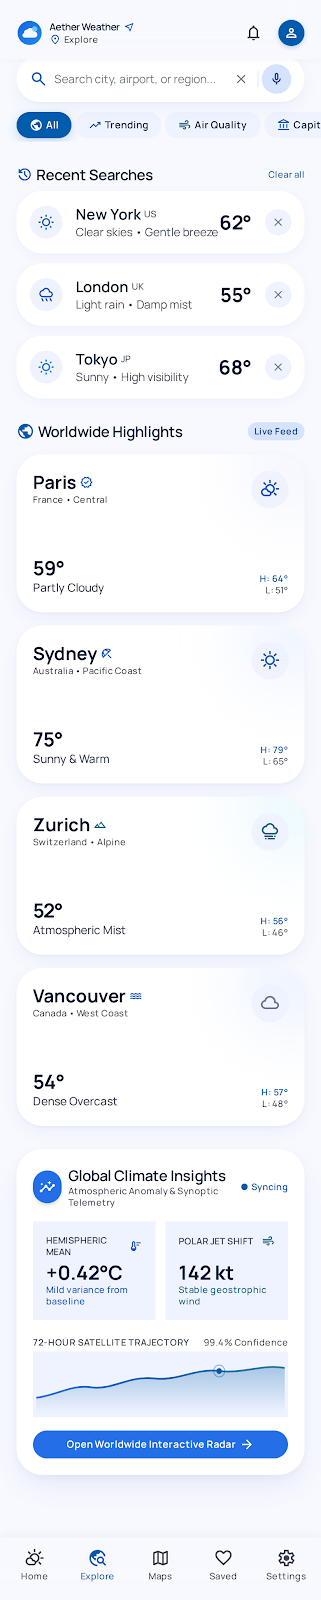 Aether Weather
Explore
Search city, airport, or region...
All
Trending
Air Quality
Capit
Recent Searches
Clear all
New York US
Clear skies • Gentle breeze
62°
London UK
Light rain • Damp mist
55°
Tokyo JP
Sunny • High visibility
68°
Worldwide Highlights
Live Feed
Paris
France • Central
59°
Partly Cloudy
H: 64°
L: 51°
Sydney
Australia • Pacific Coast
75°
Sunny & Warm
H: 79°
L: 65°
Zurich
Switzerland • Alpine
52°
Atmospheric Mist
H: 56°
L: 46°
Vancouver
Canada • West Coast
54°
Dense Overcast
H: 57°
L: 48°
Global Climate Insights
Atmospheric Anomaly & Synoptic
Telemetry
Syncing
HEMISPHERIC
MEAN
+0.42°C
Mild variance from
baseline
POLAR JET SHIFT
142 kt
Stable geostrophic
wind
72-HOUR SATELLITE TRAJECTORY
99.4% Confidence
Open Worldwide Interactive Radar
Home
Explore
Maps
Saved
Settings